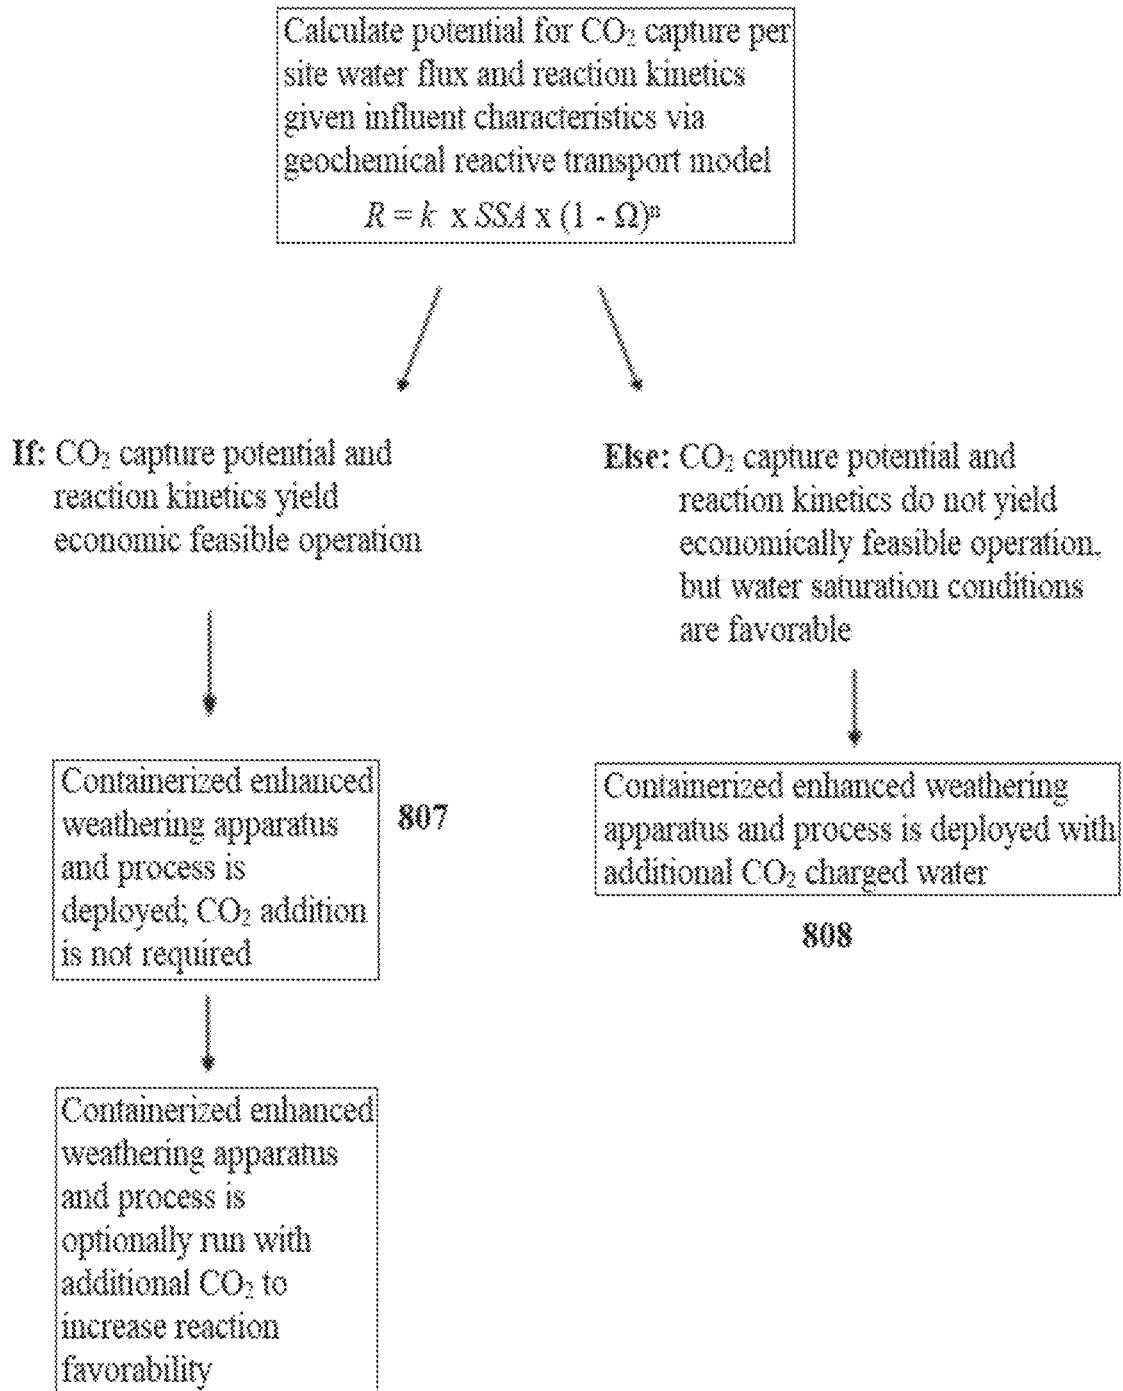 Calculate potential for CO₂ capture per
site water flux and reaction kinetics
given influent characteristics via
geochemical reactive transport model
R = k x SSA x (1 - Ω)ⁿ
If: CO₂ capture potential and
reaction kinetics yield
economic feasible operation
Else: CO₂ capture potential and
reaction kinetics do not yield
economically feasible operation,
but water saturation conditions
are favorable
Containerized enhanced
weathering apparatus
and process is
deployed; CO₂ addition
is not required
807
Containerized enhanced weathering
apparatus and process is deployed with
additional CO₂ charged water
808
Containerized enhanced
weathering apparatus
and process is
optionally run with
additional CO₂ to
increase reaction
favorability